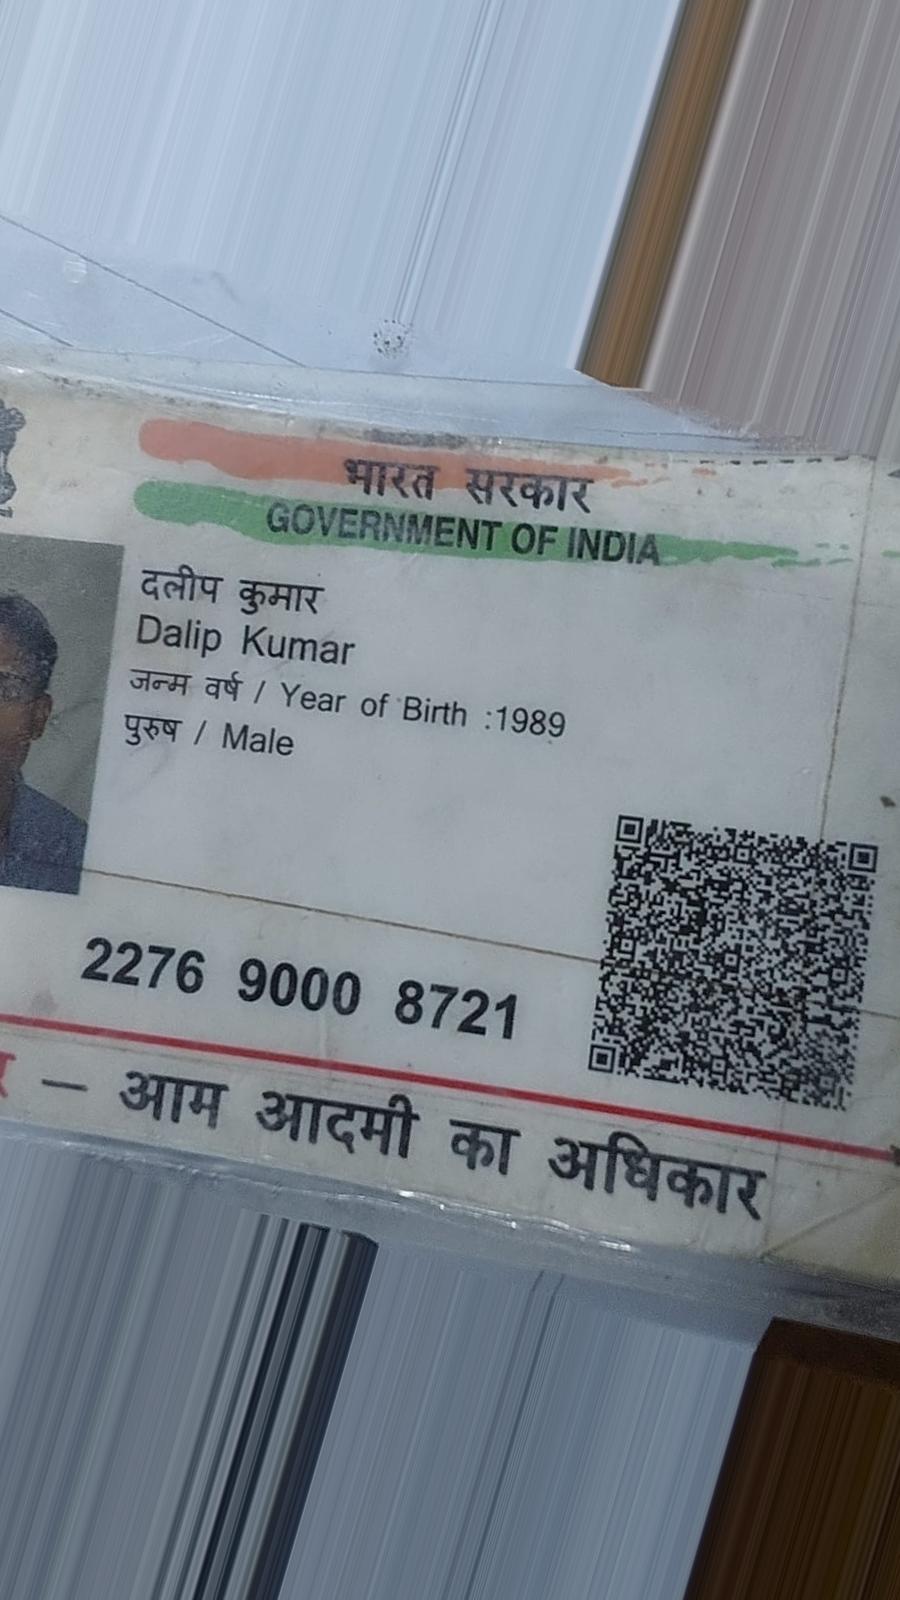 भारत सरकार
GOVERNMENT OF INDIA
दलीप कुमार
Dalip Kumar
जन्म वर्ष / Year of Birth :1989
पुरुष / Male
2276 9000 8721
– आम आदमी का अधिकार